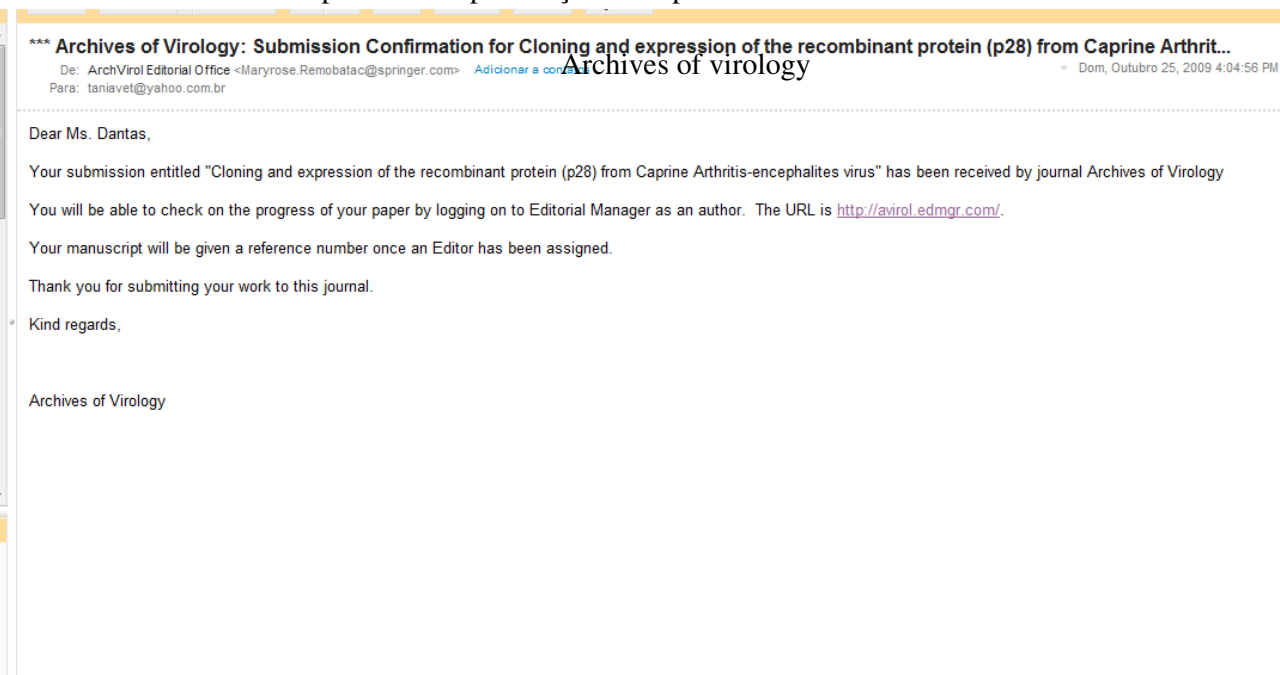 *** Archives of Virology: Submission Confirmation for Cloning and expression of the recombinant protein (p28) from Caprine Arthrit...
Archives of virology
De: ArchVirol Editorial Office <Maryrose.Remobatac@springer.com> Adicionar a contatos Dom, Outubro 25, 2009 4:04:56 PM
Para: taniavet@yahoo.com.br
Dear Ms. Dantas,
Your submission entitled "Cloning and expression of the recombinant protein (p28) from Caprine Arthritis-encephalites virus" has been received by journal Archives of Virology
You will be able to check on the progress of your paper by logging on to Editorial Manager as an author. The URL is http://avirol.edmgr.com/.
Your manuscript will be given a reference number once an Editor has been assigned.
Thank you for submitting your work to this journal.
Kind regards,
Archives of Virology